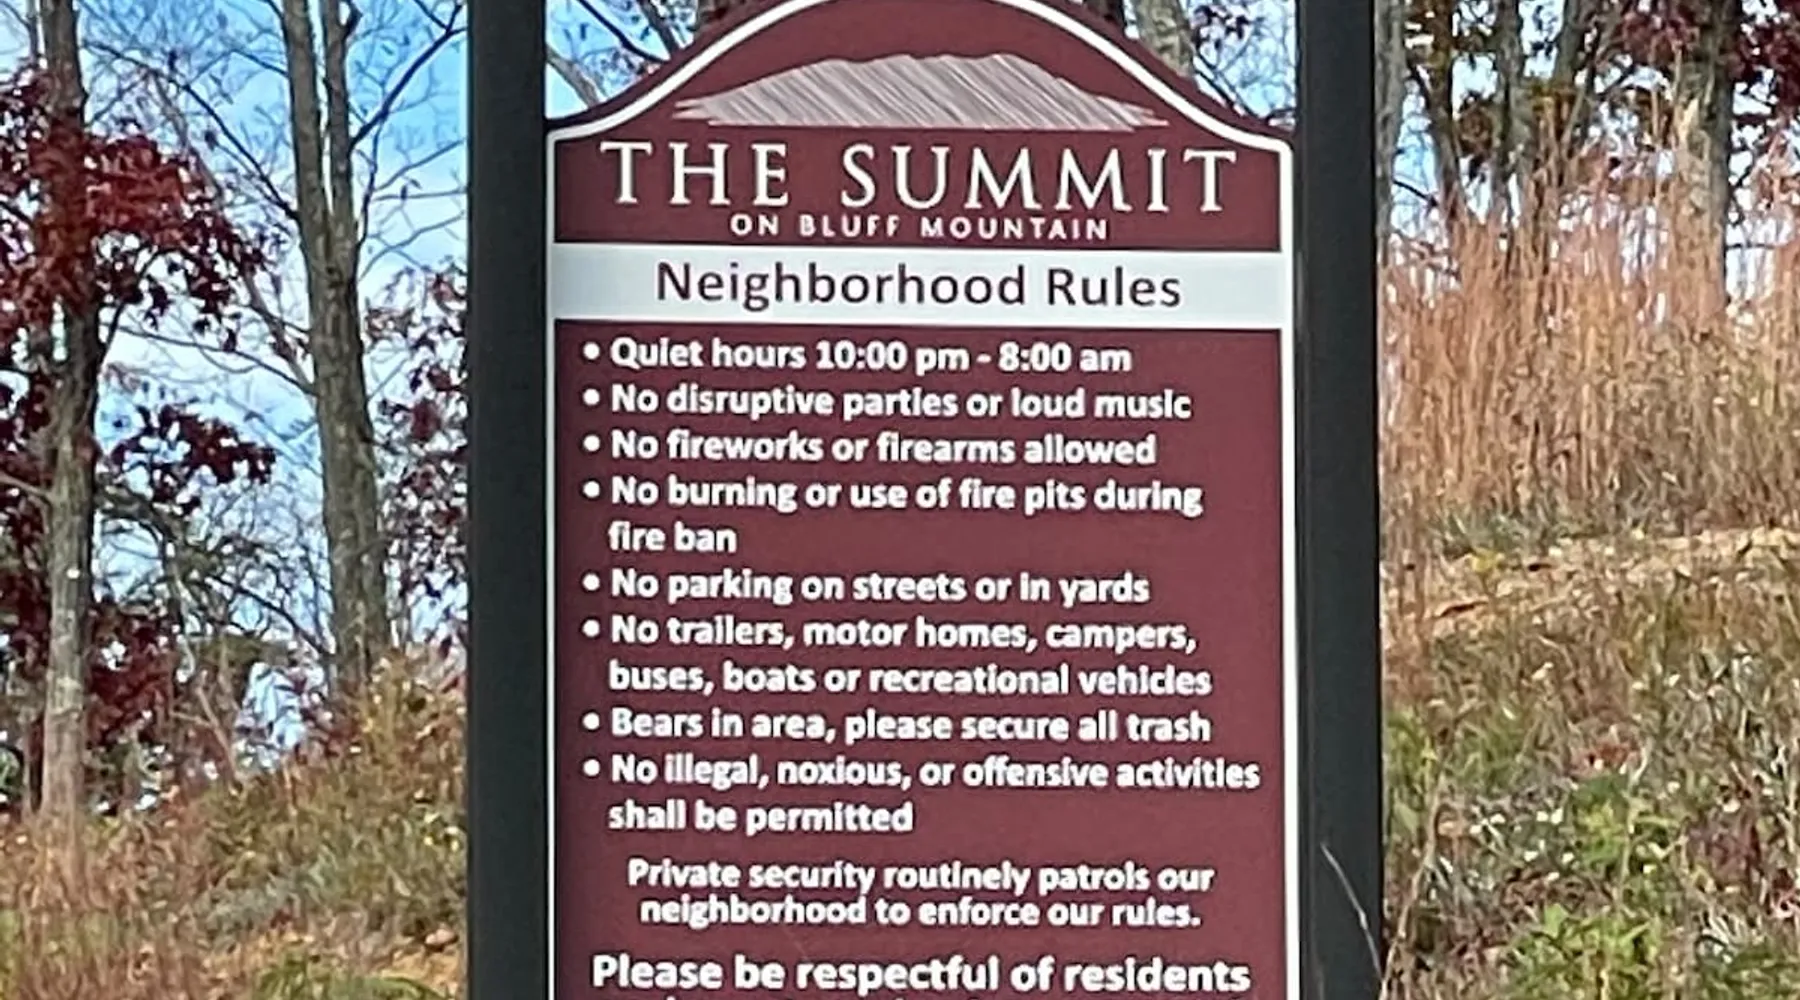 THE SUMMIT
ON BLUFF MOUNTAIN
Neighborhood Rules
• Quiet hours 10:00 pm - 8:00 am
• No disruptive parties or loud music
• No fireworks or firearms allowed
• No burning or use of fire pits during
fire ban
• No parking on streets or in yards
• No trailers, motor homes, campers,
buses, boats or recreational vehicles
• Bears in area, please secure all trash
• No illegal, noxious, or offensive activities
shall be permitted
Private security routinely patrols our
neighborhood to enforce our rules.
Please be respectful of residents